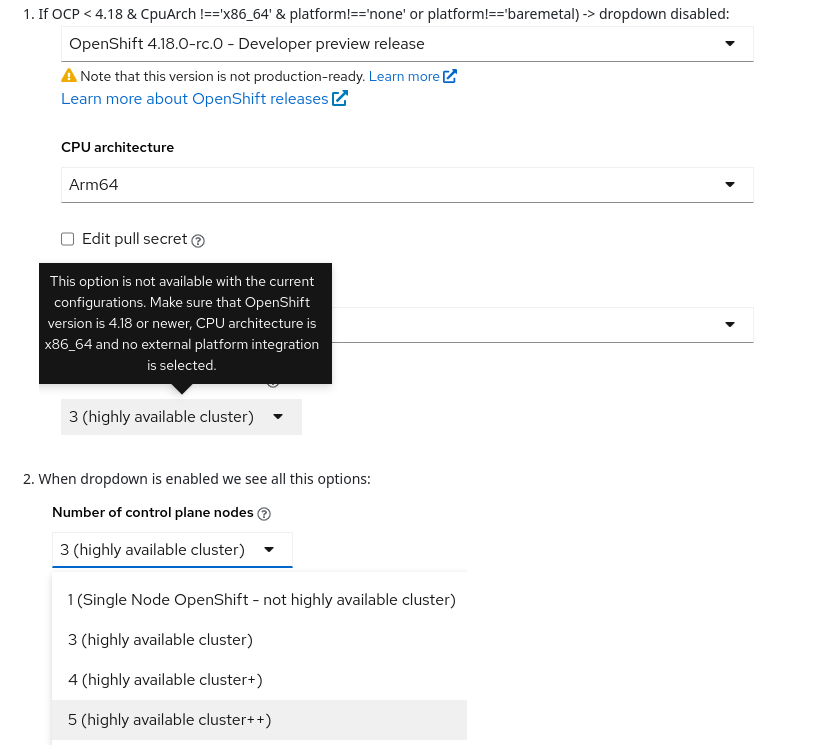 1. If OCP < 4.18 & CpuArch !=='x86_64' & platform!=='none' or platform!=='baremetal) -> dropdown disabled:
OpenShift 4.18.0-rc.0 - Developer preview release
Note that this version is not production-ready. Learn more
Learn more about OpenShift releases
CPU architecture
Arm64
Edit pull secret
This option is not available with the current
configurations. Make sure that OpenShift
version is 4.18 or newer, CPU architecture is
x86_64 and no external platform integration
is selected.
3 (highly available cluster)
2. When dropdown is enabled we see all this options:
Number of control plane nodes
3 (highly available cluster)
1 (Single Node OpenShift - not highly available cluster)
3 (highly available cluster)
4 (highly available cluster+)
5 (highly available cluster++)